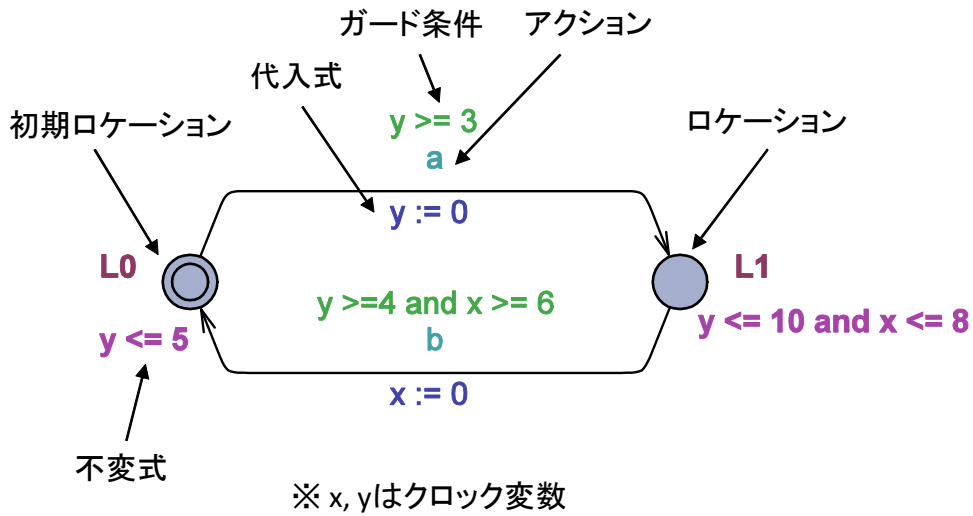 ガード条件 アクション
代入式
初期ロケーション
y >= 3
ロケーション
a
y := 0
L0
L1
y >=4 and x >= 6
y <= 5
b
y <= 10 and x <= 8
x := 0
不変式
※ x, yはクロック変数